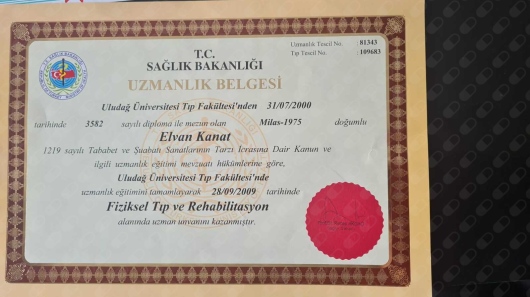 Uzmanlık Tescil No. : 81343
Tıp Tescil No. : 109683
T.C.
SAĞLIK BAKANLIĞI
UZMANLIK BELGESİ
Uludağ Üniversitesi Tıp Fakültesi'nden 31/07/2000
tarihinde 3582 sayılı diploma ile mezun olan Milas-1975 doğumlu
Elvan Kanat
1219 sayılı Tababet ve Şuabatı Sanatlarının Tarzı İcrasına Dair Kanun ve
ilgili uzmanlık eğitimi mevzuatı hükümlerine göre,
Uludağ Üniversitesi Tıp Fakültesi'nde
uzmanlık eğitimini tamamlayarak 28/09/2009 tarihinde
Fiziksel Tıp ve Rehabilitasyon
alanında uzman unvanını kazanmıştır.